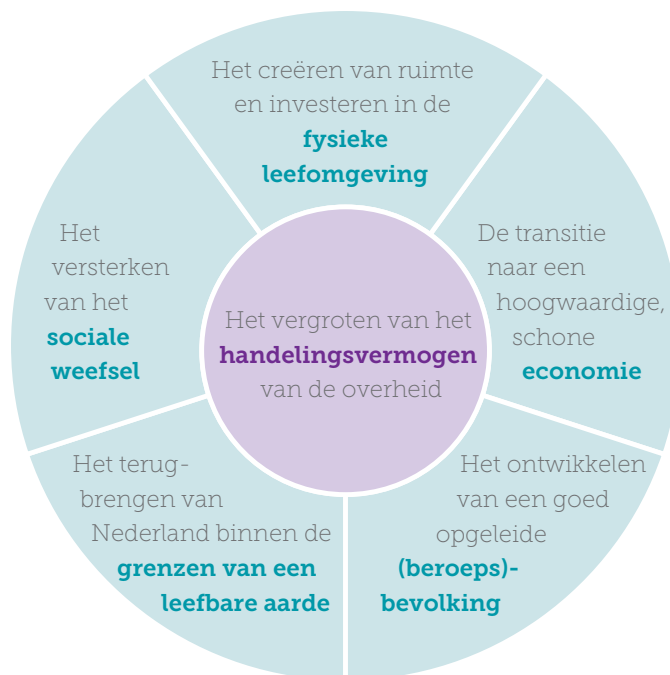 Het creëren van ruimte
en investeren in de
fysieke
leefomgeving
De transitie
naar een
hoogwaardige,
schone
economie
Het ontwikkelen
van een goed
opgeleide
(beroeps)-
bevolking
Het terug-
brengen van
Nederland binnen de
grenzen van een
leefbare aarde
Het
versterken
van het
sociale
weefsel
Het vergroten van het
handelingsvermogen
van de overheid